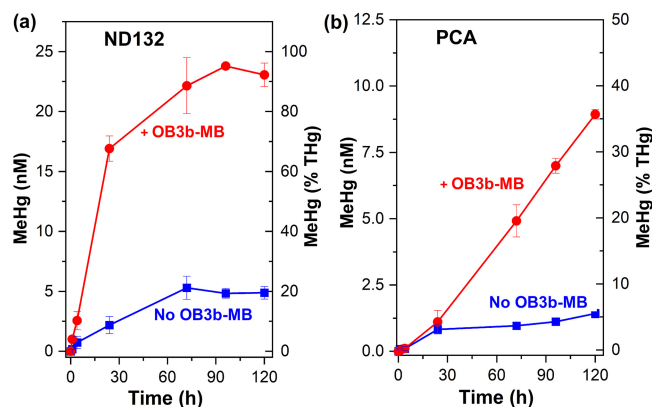 (a)
ND132
25
20
15
10
5
0
MeHg (nM)
100
80
60
40
20
0
MeHg (% THg)
+ OB3b-MB
No OB3b-MB
0 30 60 90 120
Time (h)
(b)
PCA
12.5
10.0
7.5
5.0
2.5
0.0
MeHg (nM)
50
40
30
20
10
0
MeHg (% THg)
+ OB3b-MB
No OB3b-MB
0 30 60 90 120
Time (h)